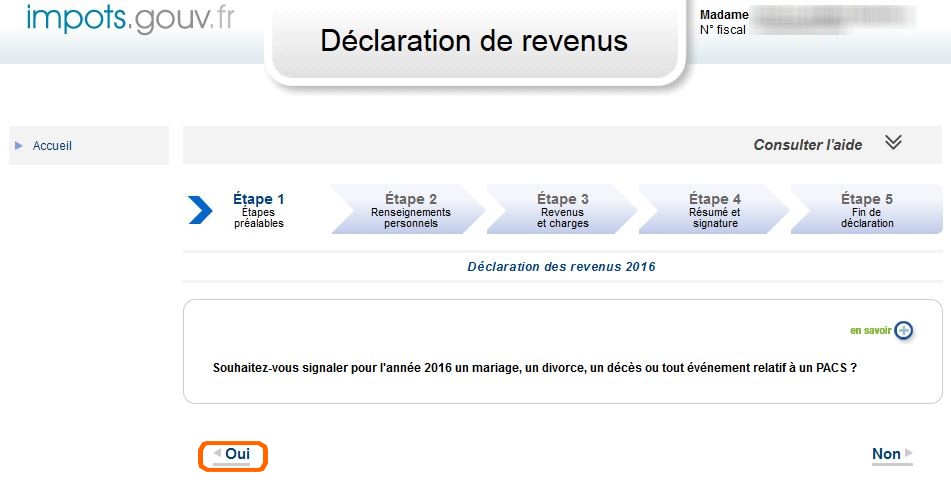 impots.gouv.fr
Déclaration de revenus
Madame
N° fiscal
Accueil
Consulter l'aide
Étape 1
Étapes
préalables
Étape 2
Renseignements
personnels
Étape 3
Revenus
et charges
Étape 4
Résumé et
signature
Étape 5
Fin de
déclaration
Déclaration des revenus 2016
en savoir
Souhaitez-vous signaler pour l'année 2016 un mariage, un divorce, un décès ou tout événement relatif à un PACS ?
Oui
Non